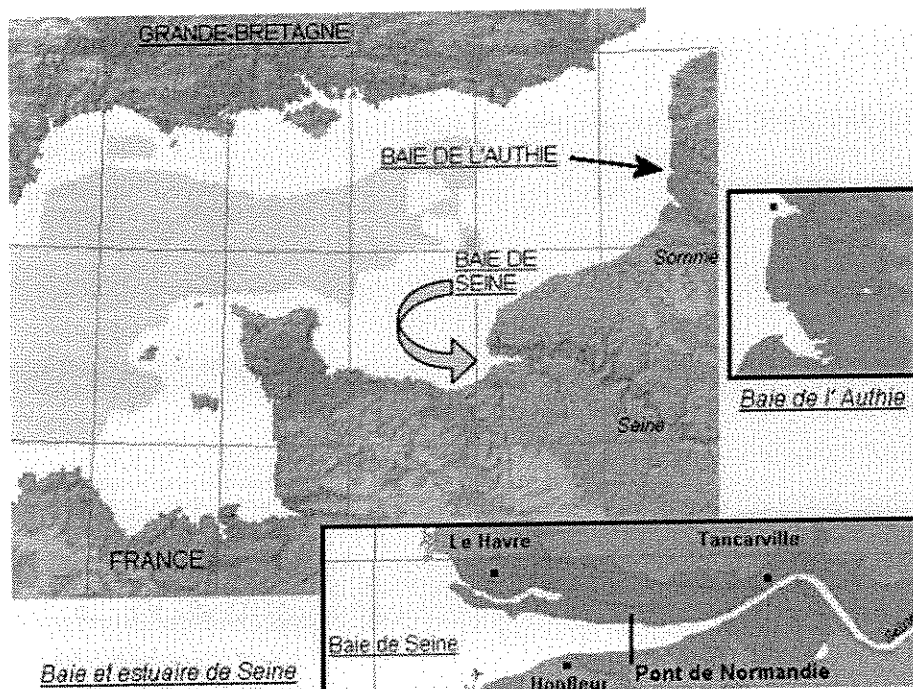 GRANDE-BRETAGNE
BAIE DE L'AUTHIE
BAIE DE
SEINE
Somme
Seine
Baie de l' Authie
FRANCE
Le Havre
Tancarville
Baie de Seine
Pont de Normandie
Honfleur
Seine
Baie et estuaire de Seine